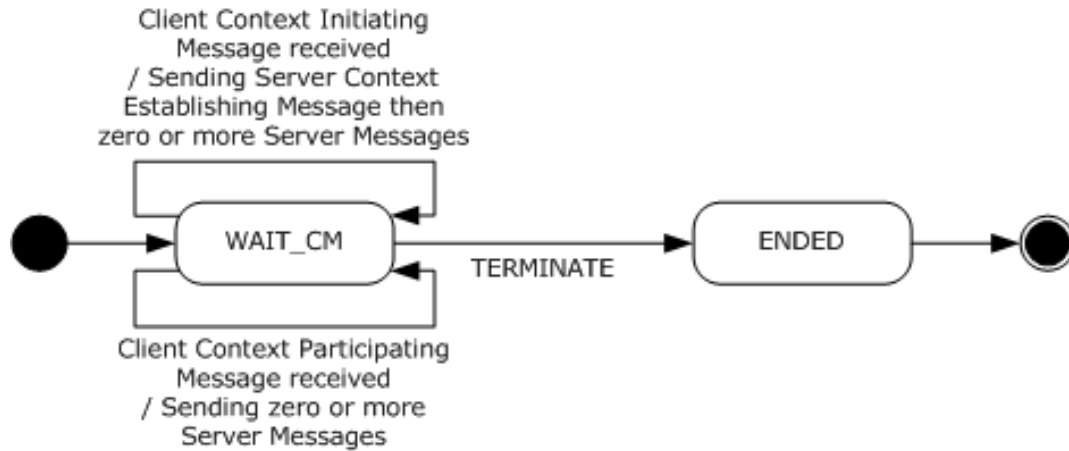 Client Context Initiating
Message received
/ Sending Server Context
Establishing Message then
zero or more Server Messages
WAIT_CM
TERMINATE
ENDED
Client Context Participating
Message received
/ Sending zero or more
Server Messages